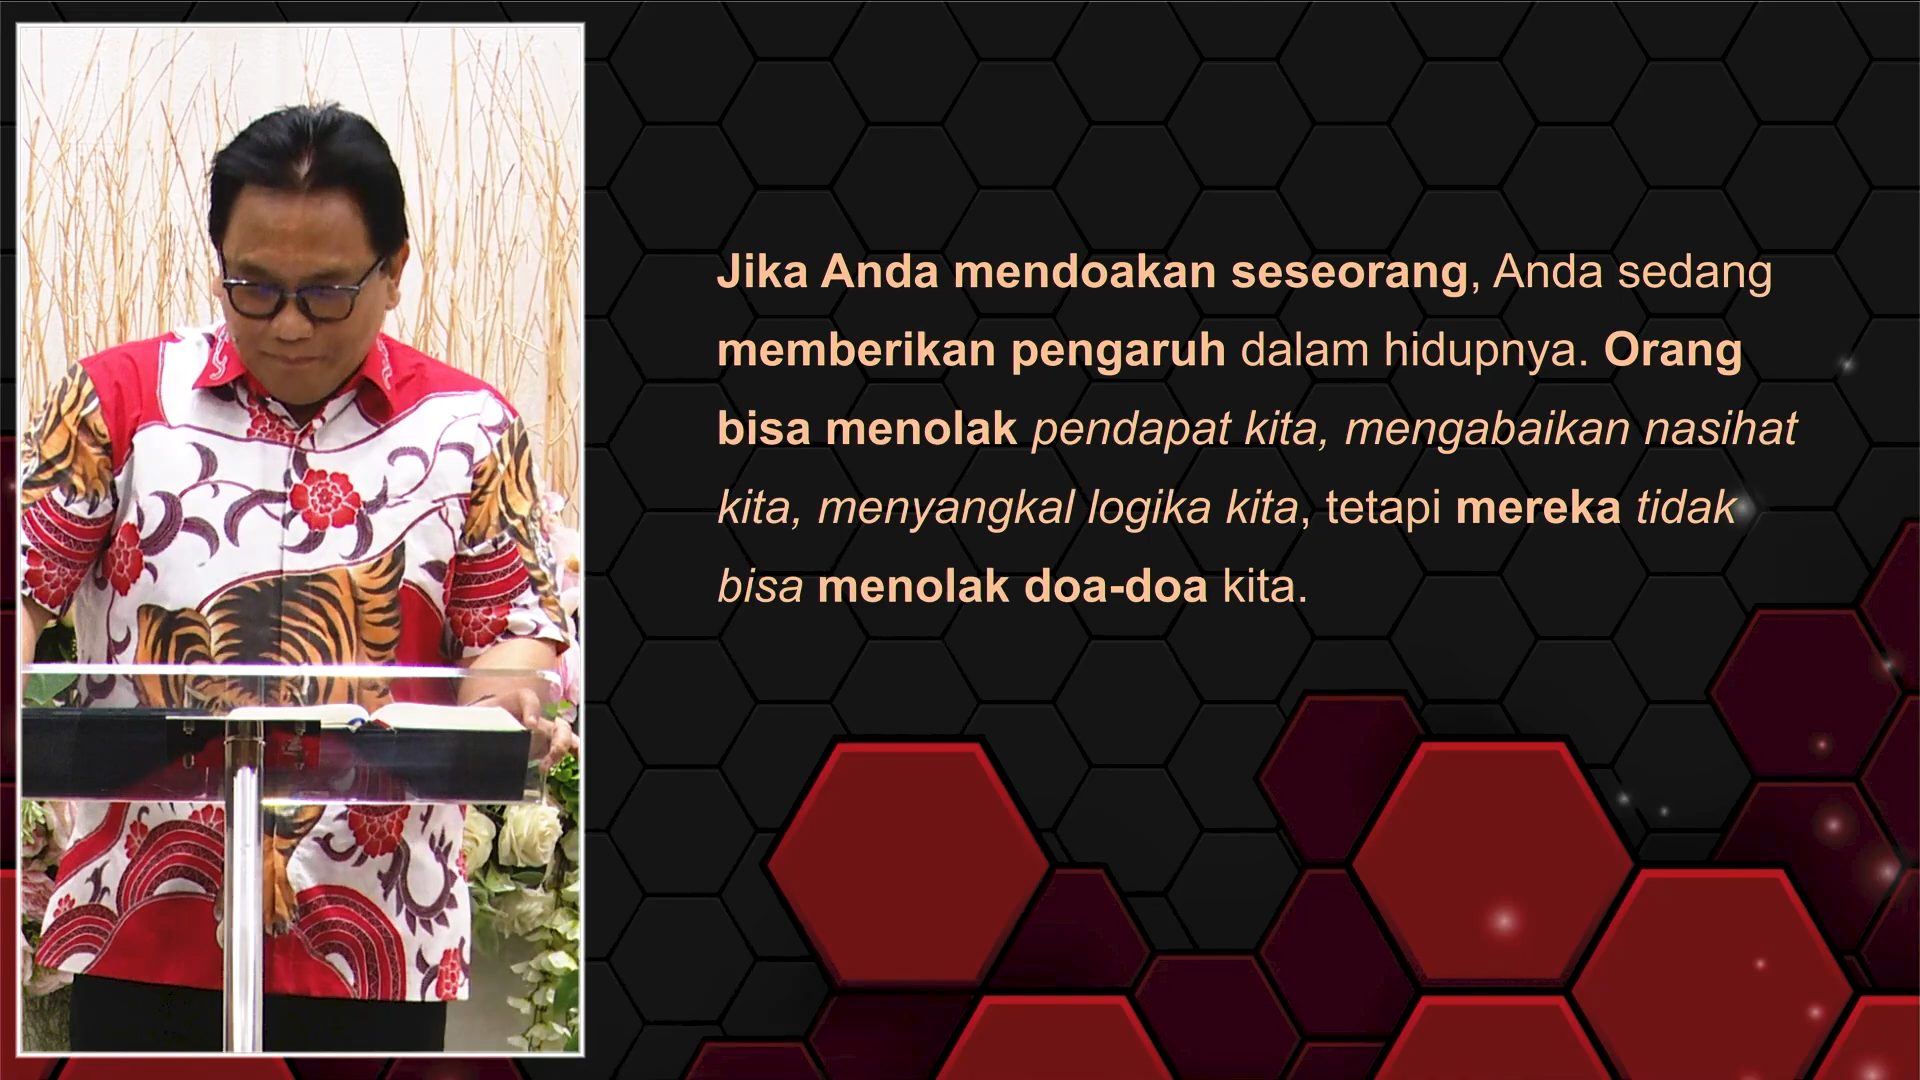 Jika Anda mendoakan seseorang, Anda sedang
memberikan pengaruh dalam hidupnya. Orang
bisa menolak pendapat kita, mengabaikan nasihat
kita, menyangkal logika kita, tetapi mereka tidak
bisa menolak doa-doa kita.